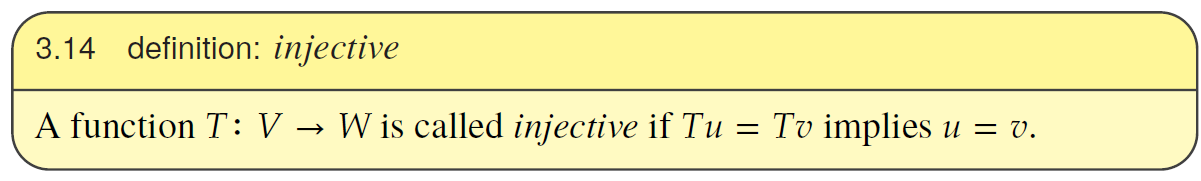 3.14 definition: injective
A function T: V → W is called injective if Tu = Tv implies u = v.